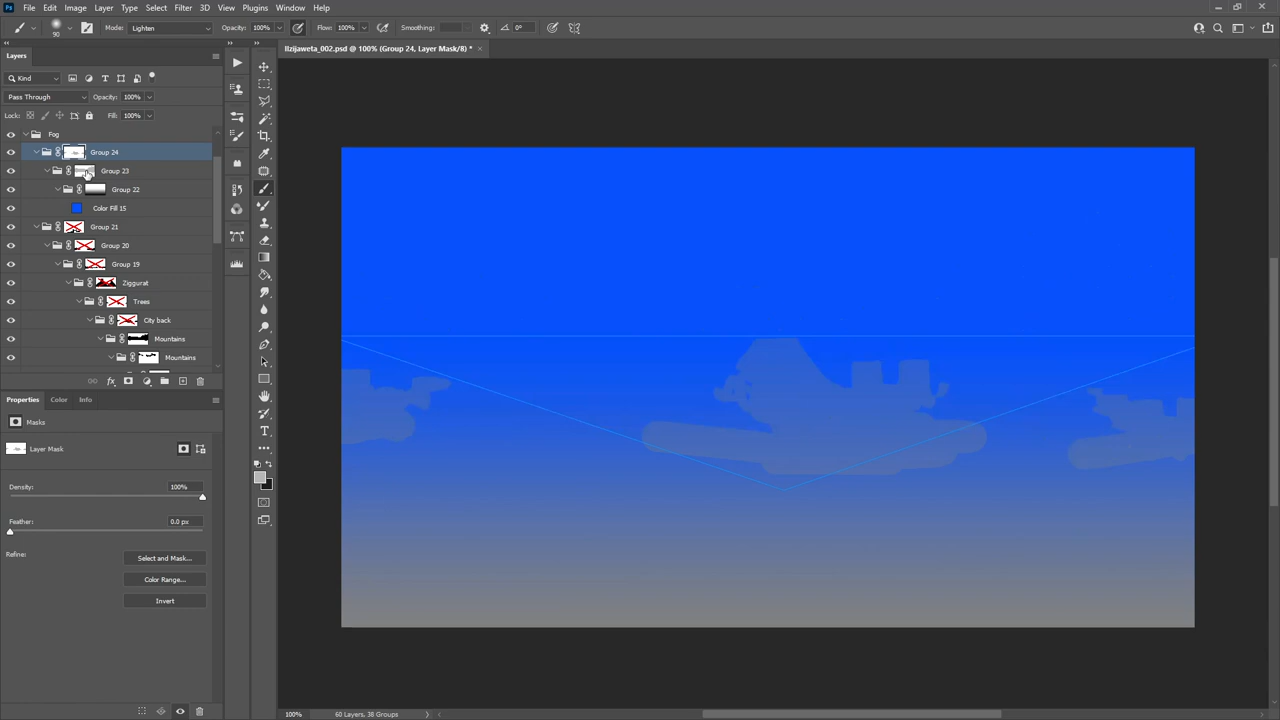 Ps File Edit Image Layer Type Select Filter 3D View Plugins Window Help
90 Mode: Lighten Opacity: 100% Flow: 100% Smoothing: 0°
Layers
Ilzijaweta_002.psd @ 100% (Group 24, Layer Mask/8) *
Kind
Pass Through Opacity: 100%
Lock: Fill: 100%
Fog
Group 24
Group 23
Group 22
Color Fill 15
Group 21
Group 20
Group 19
Ziggurat
Trees
City back
Mountains
Mountains
fx
Properties Color Info
Masks
Layer Mask
Density: 100%
Feather: 0.0 px
Refine: Select and Mask...
Color Range...
Invert
100% 60 Layers, 38 Groups